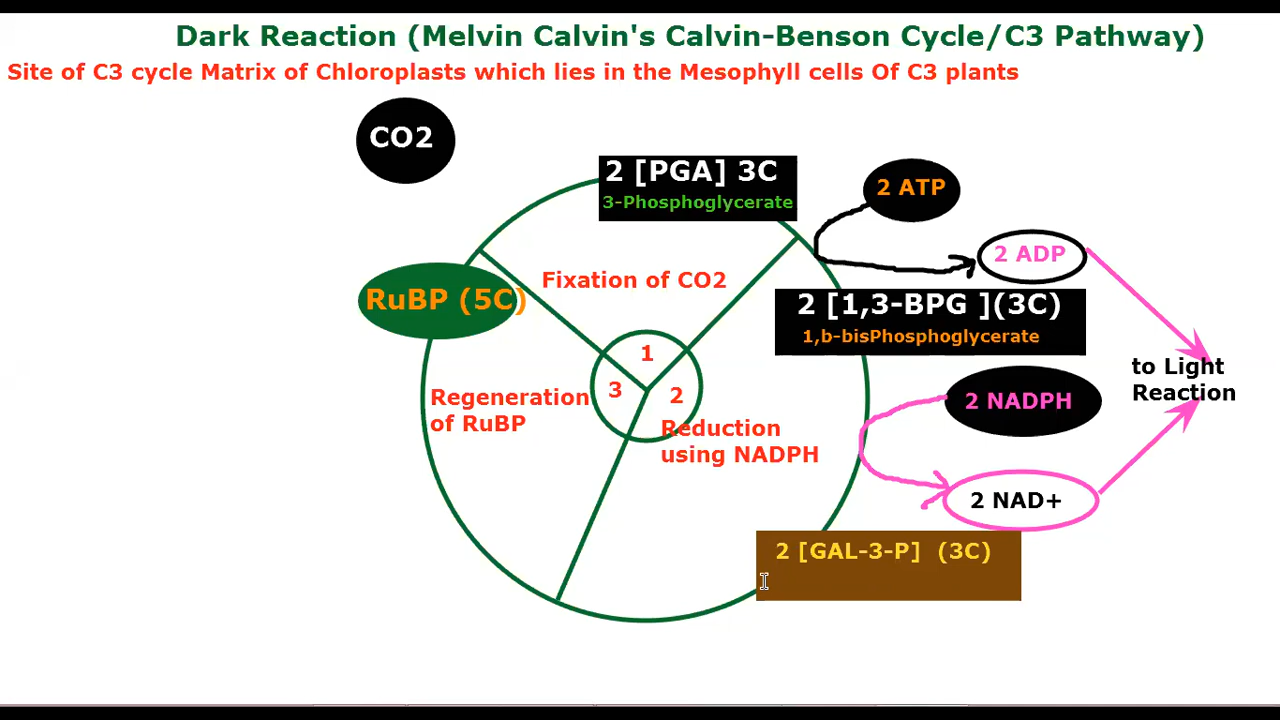 Dark Reaction (Melvin Calvin's Calvin-Benson Cycle/C3 Pathway)
Site of C3 cycle Matrix of Chloroplasts which lies in the Mesophyll cells Of C3 plants
CO2
2 [PGA] 3C
3-Phosphoglycerate
2 ATP
2 ADP
Fixation of CO2
RuBP (5C)
2 [1,3-BPG ](3C)
1,b-bisPhosphoglycerate
1
3
2
to Light
Reaction
Regeneration
of RuBP
2 NADPH
Reduction
using NADPH
2 NAD+
2 [GAL-3-P] (3C)